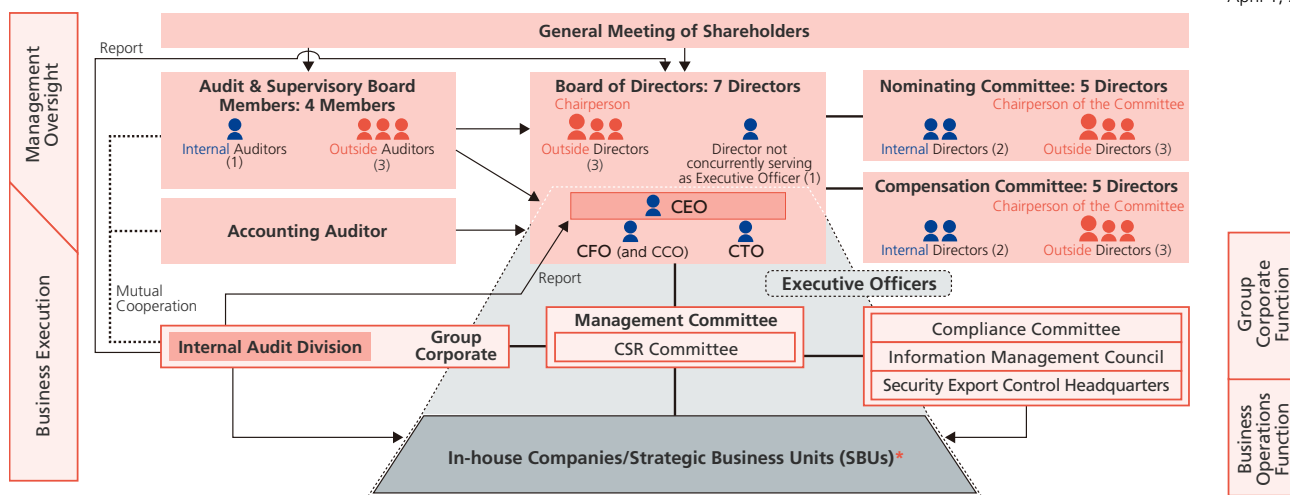 April 1,
General Meeting of Shareholders
Report
Management
Oversight
Audit & Supervisory Board
Members: 4 Members
Internal Auditors
(1)
Outside Auditors
(3)
Board of Directors: 7 Directors
Chairperson
Outside Directors
(3)
Director not
concurrently serving
as Executive Officer (1)
Nominating Committee: 5 Directors
Chairperson of the Committee
Internal Directors (2)
Outside Directors (3)
Compensation Committee: 5 Directors
Chairperson of the Committee
Internal Directors (2)
Outside Directors (3)
Accounting Auditor
CEO
CFO (and CCO)
CTO
Report
Mutual
Cooperation
Executive Officers
Business Execution
Internal Audit Division
Group
Corporate
Management Committee
CSR Committee
Compliance Committee
Information Management Council
Security Export Control Headquarters
In-house Companies/Strategic Business Units (SBUs)*
Group
Corporate
Function
Business
Operations
Function